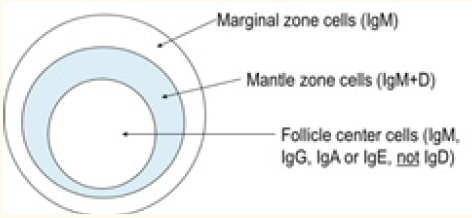 Marginal zone cells (IgM)
Mantle zone cells (IgM+D)
Follicle center cells (IgM,
IgG, IgA or IgE, not IgD)